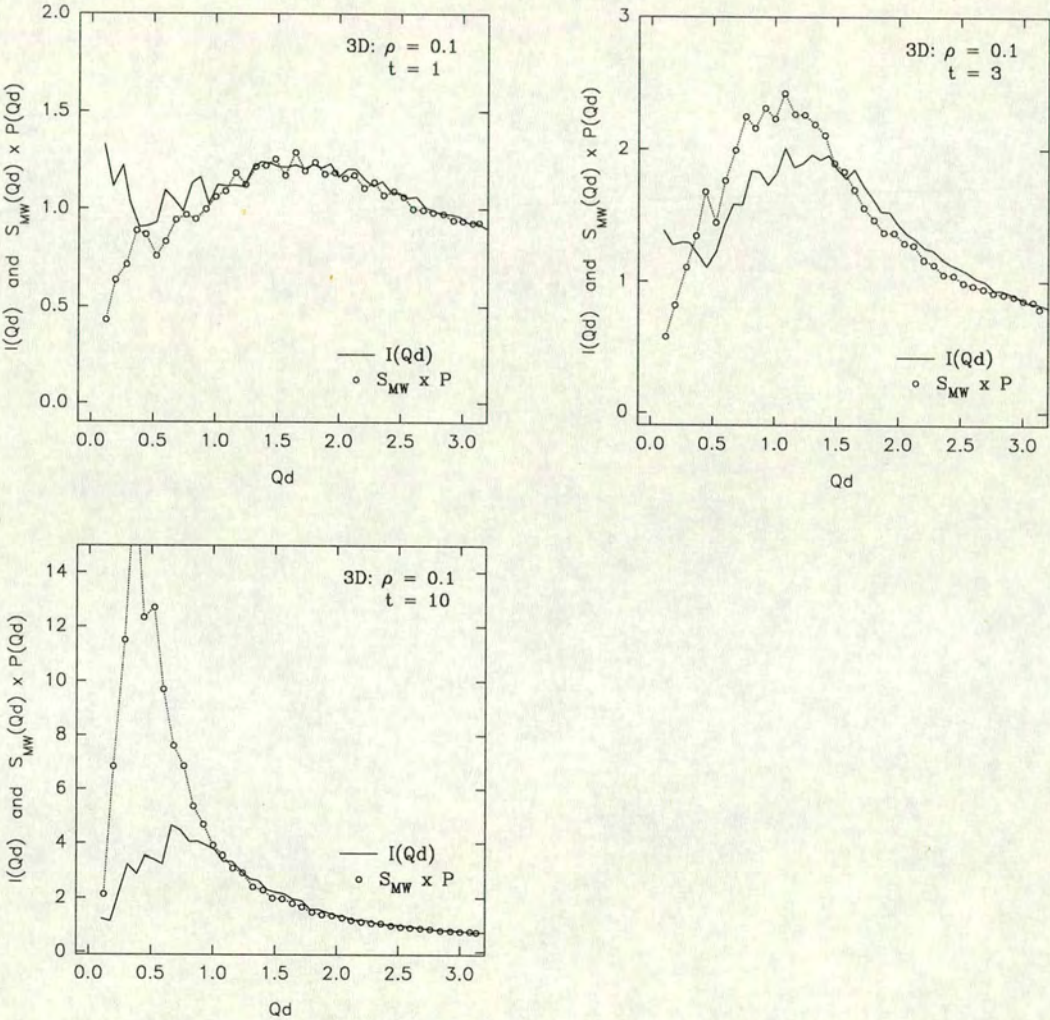 2.0
1.5
1.0
0.5
0.0
I(Qd) and S_MW(Qd) x P(Qd)
3D: ρ = 0.1
t = 1
I(Qd)
S_MW x P
0.0 0.5 1.0 1.5 2.0 2.5 3.0
Qd
3
2
1
0
I(Qd) and S_MW(Qd) x P(Qd)
3D: ρ = 0.1
t = 3
I(Qd)
S_MW x P
0.0 0.5 1.0 1.5 2.0 2.5 3.0
Qd
14
12
10
8
6
4
2
0
I(Qd) and S_MW(Qd) x P(Qd)
3D: ρ = 0.1
t = 10
I(Qd)
S_MW x P
0.0 0.5 1.0 1.5 2.0 2.5 3.0
Qd